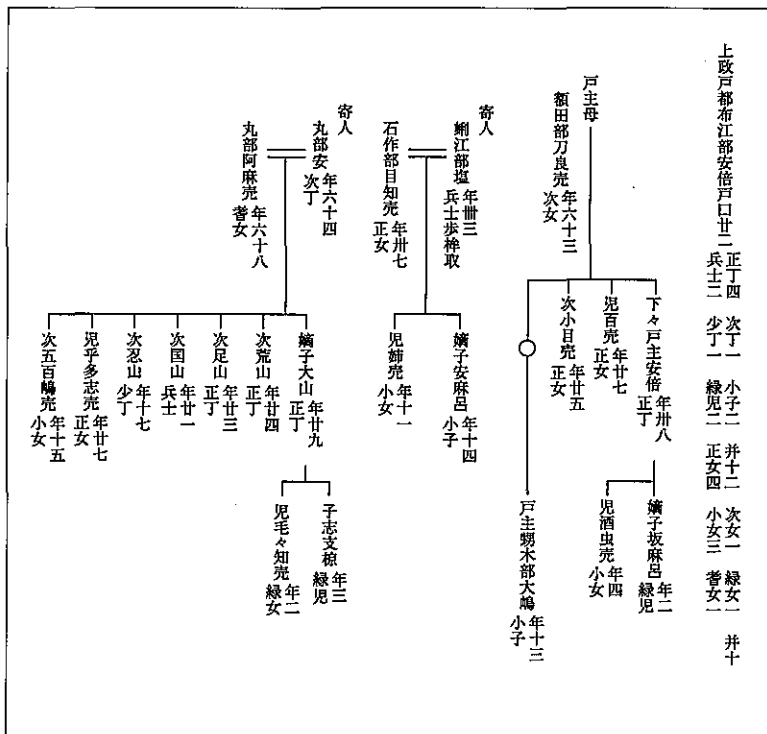 上政戸都布江部安倍戸口廿二
正丁四　次丁一　小子二　并十二　次女一　緑女一　并十
兵士二　少丁一　緑児二　正女四　小女三　耆女一
戸主母
額田部刀良売　年六十三
次女
下々戸主安倍　年卅八
正丁
児百売　年廿七
正女
次小目売　年廿五
正女
嫡子坂麻呂　年二
緑児
児酒虫売　年四
小女
戸主甥木部大嶋　年十三
小子
寄人
江部塩　年卌三
兵士歩桙取
石作部目知売　年卅七
正女
嫡子安麻呂　年十四
小子
児姉売　年十一
小女
寄人
丸部安　年六十四
次丁
丸部阿麻売　年六十八
耆女
嫡子大山　年廿九
正丁
次荒山　年廿四
正丁
次足山　年廿三
正丁
次国山　年廿一
兵士
次忍山　年十七
少丁
児乎多志売　年廿七
正女
次五百嶋売　年十五
小女
子志支椋　年三
緑児
児毛々知売　年二
緑女